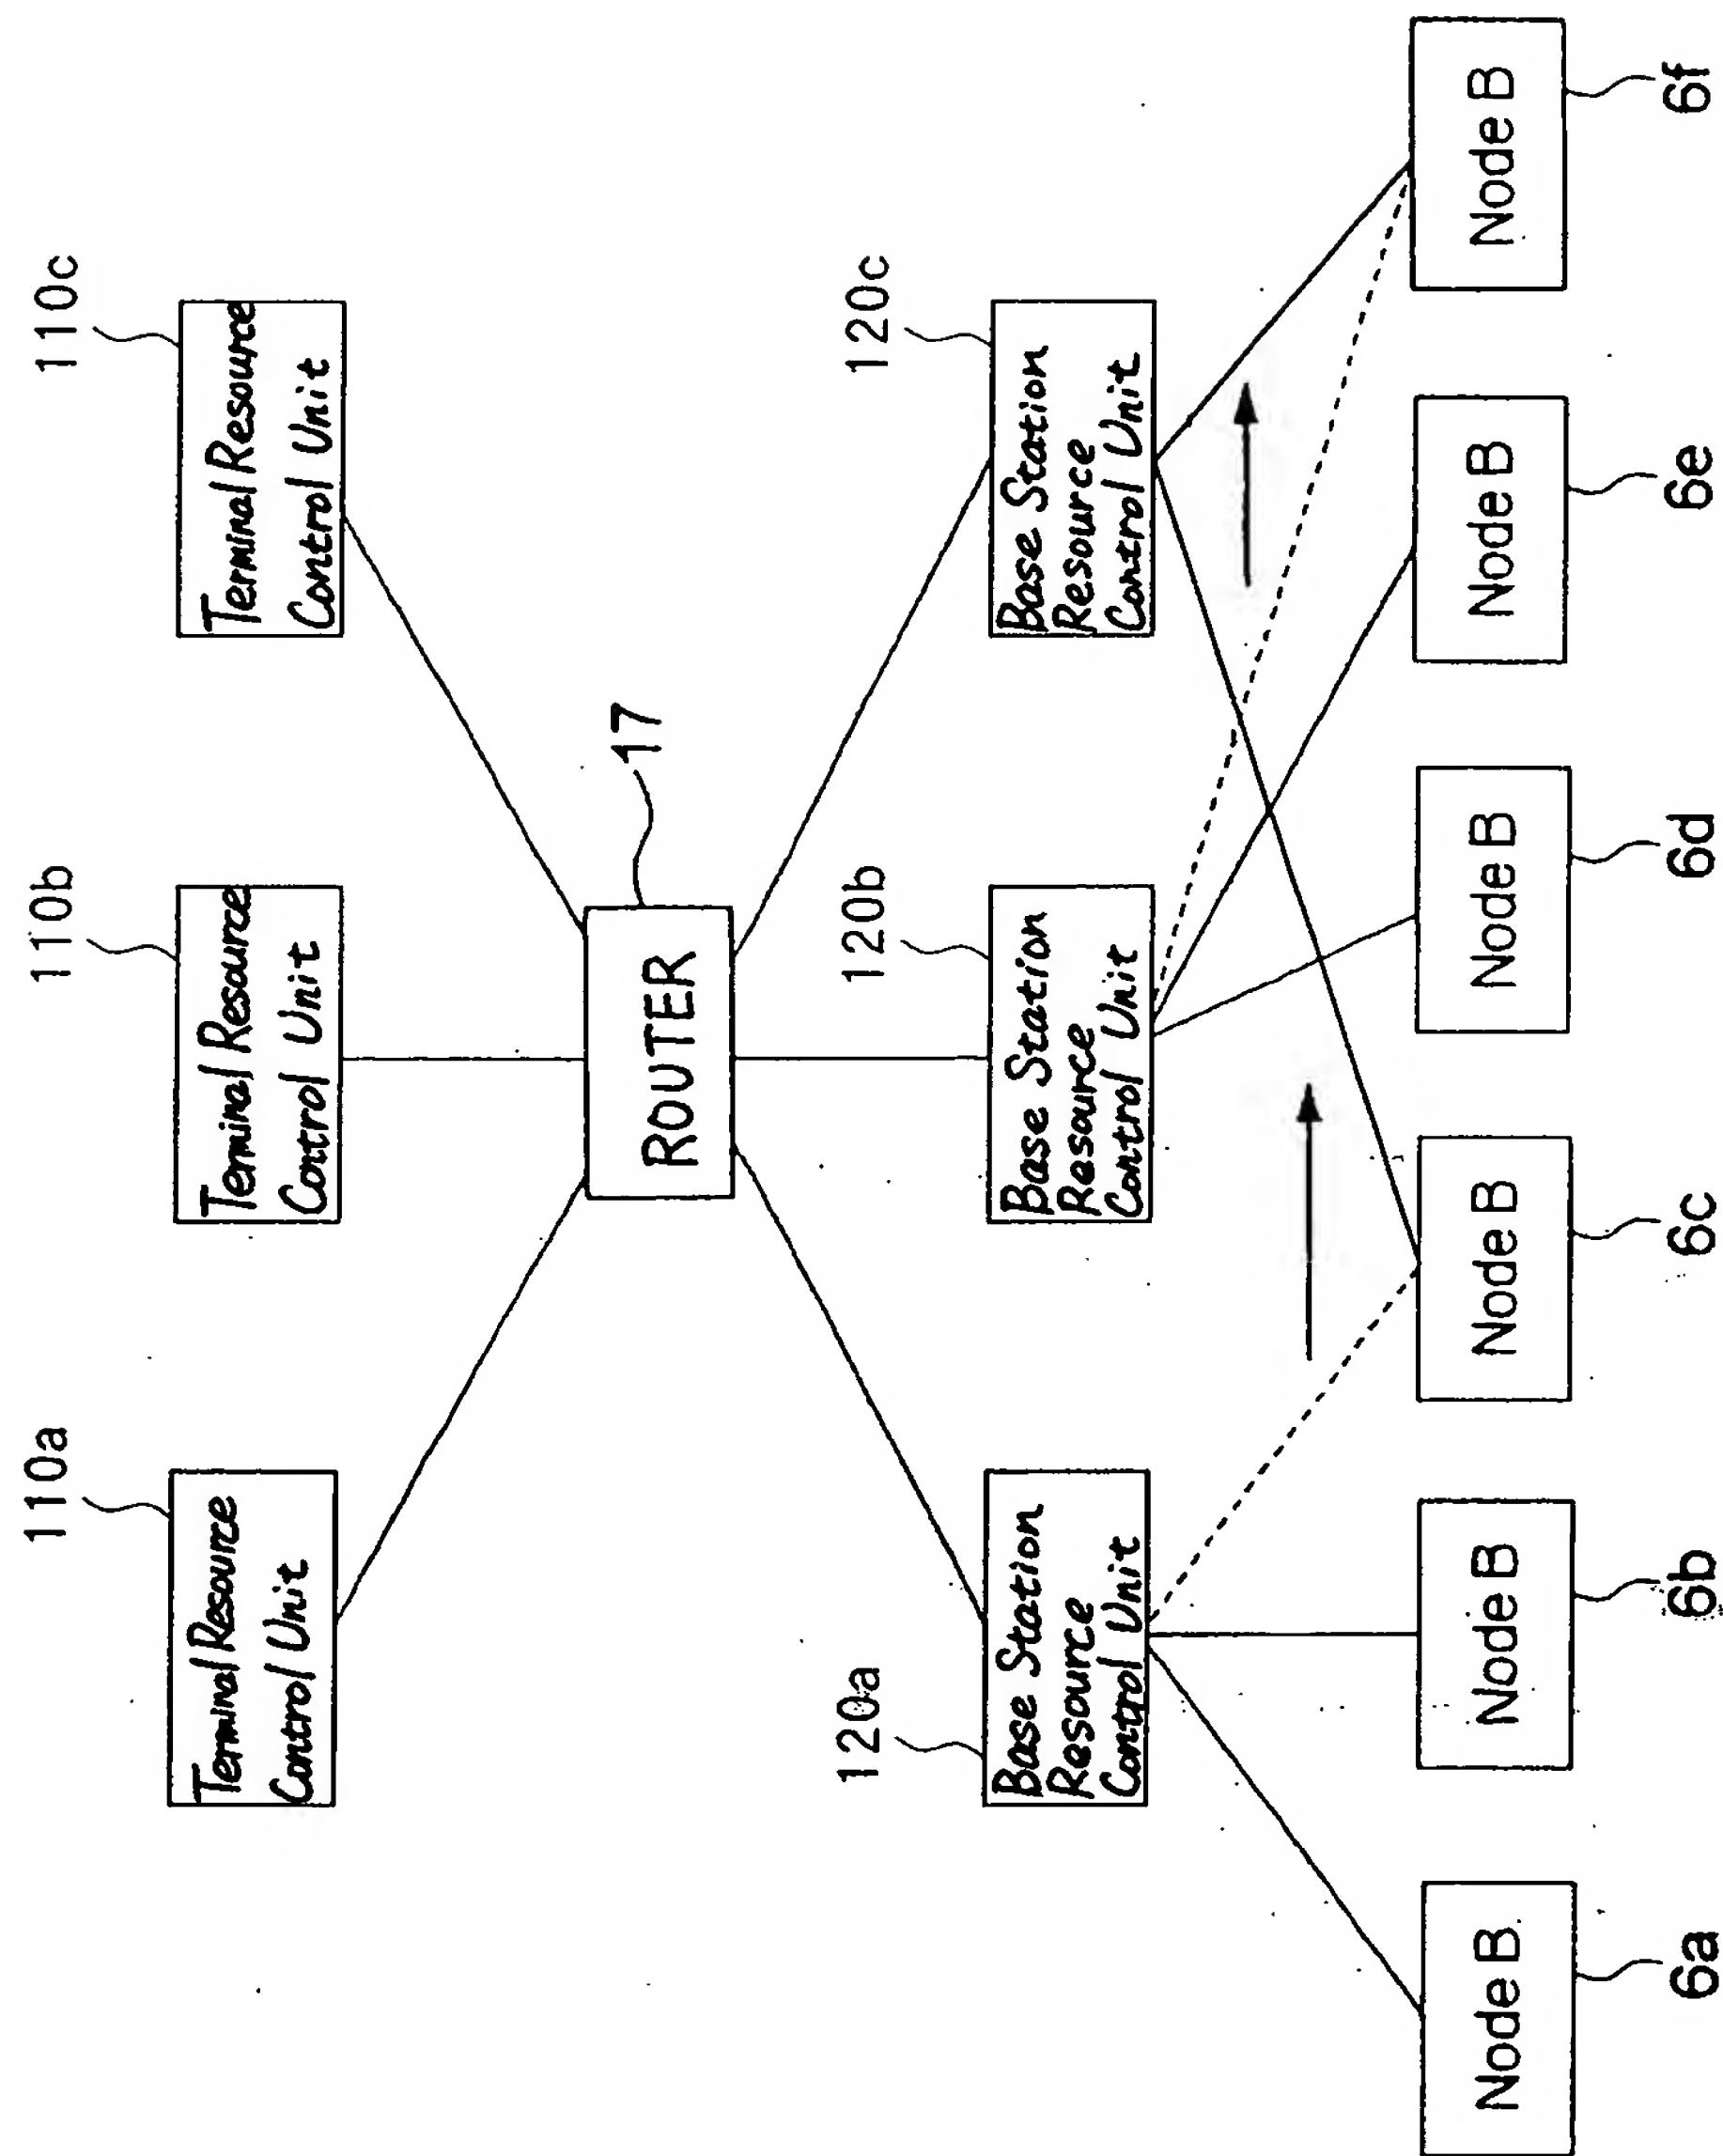 110a
110b
110c
Terminal Resource
Control Unit
Terminal Resource
Control Unit
Terminal Resource
Control Unit
17
ROUTER
120a
120b
120c
Base Station
Resource
Control Unit
Base Station
Resource
Control Unit
Base Station
Resource
Control Unit
Node B
Node B
Node B
Node B
Node B
Node B
6a
6b
6c
6d
6e
6f